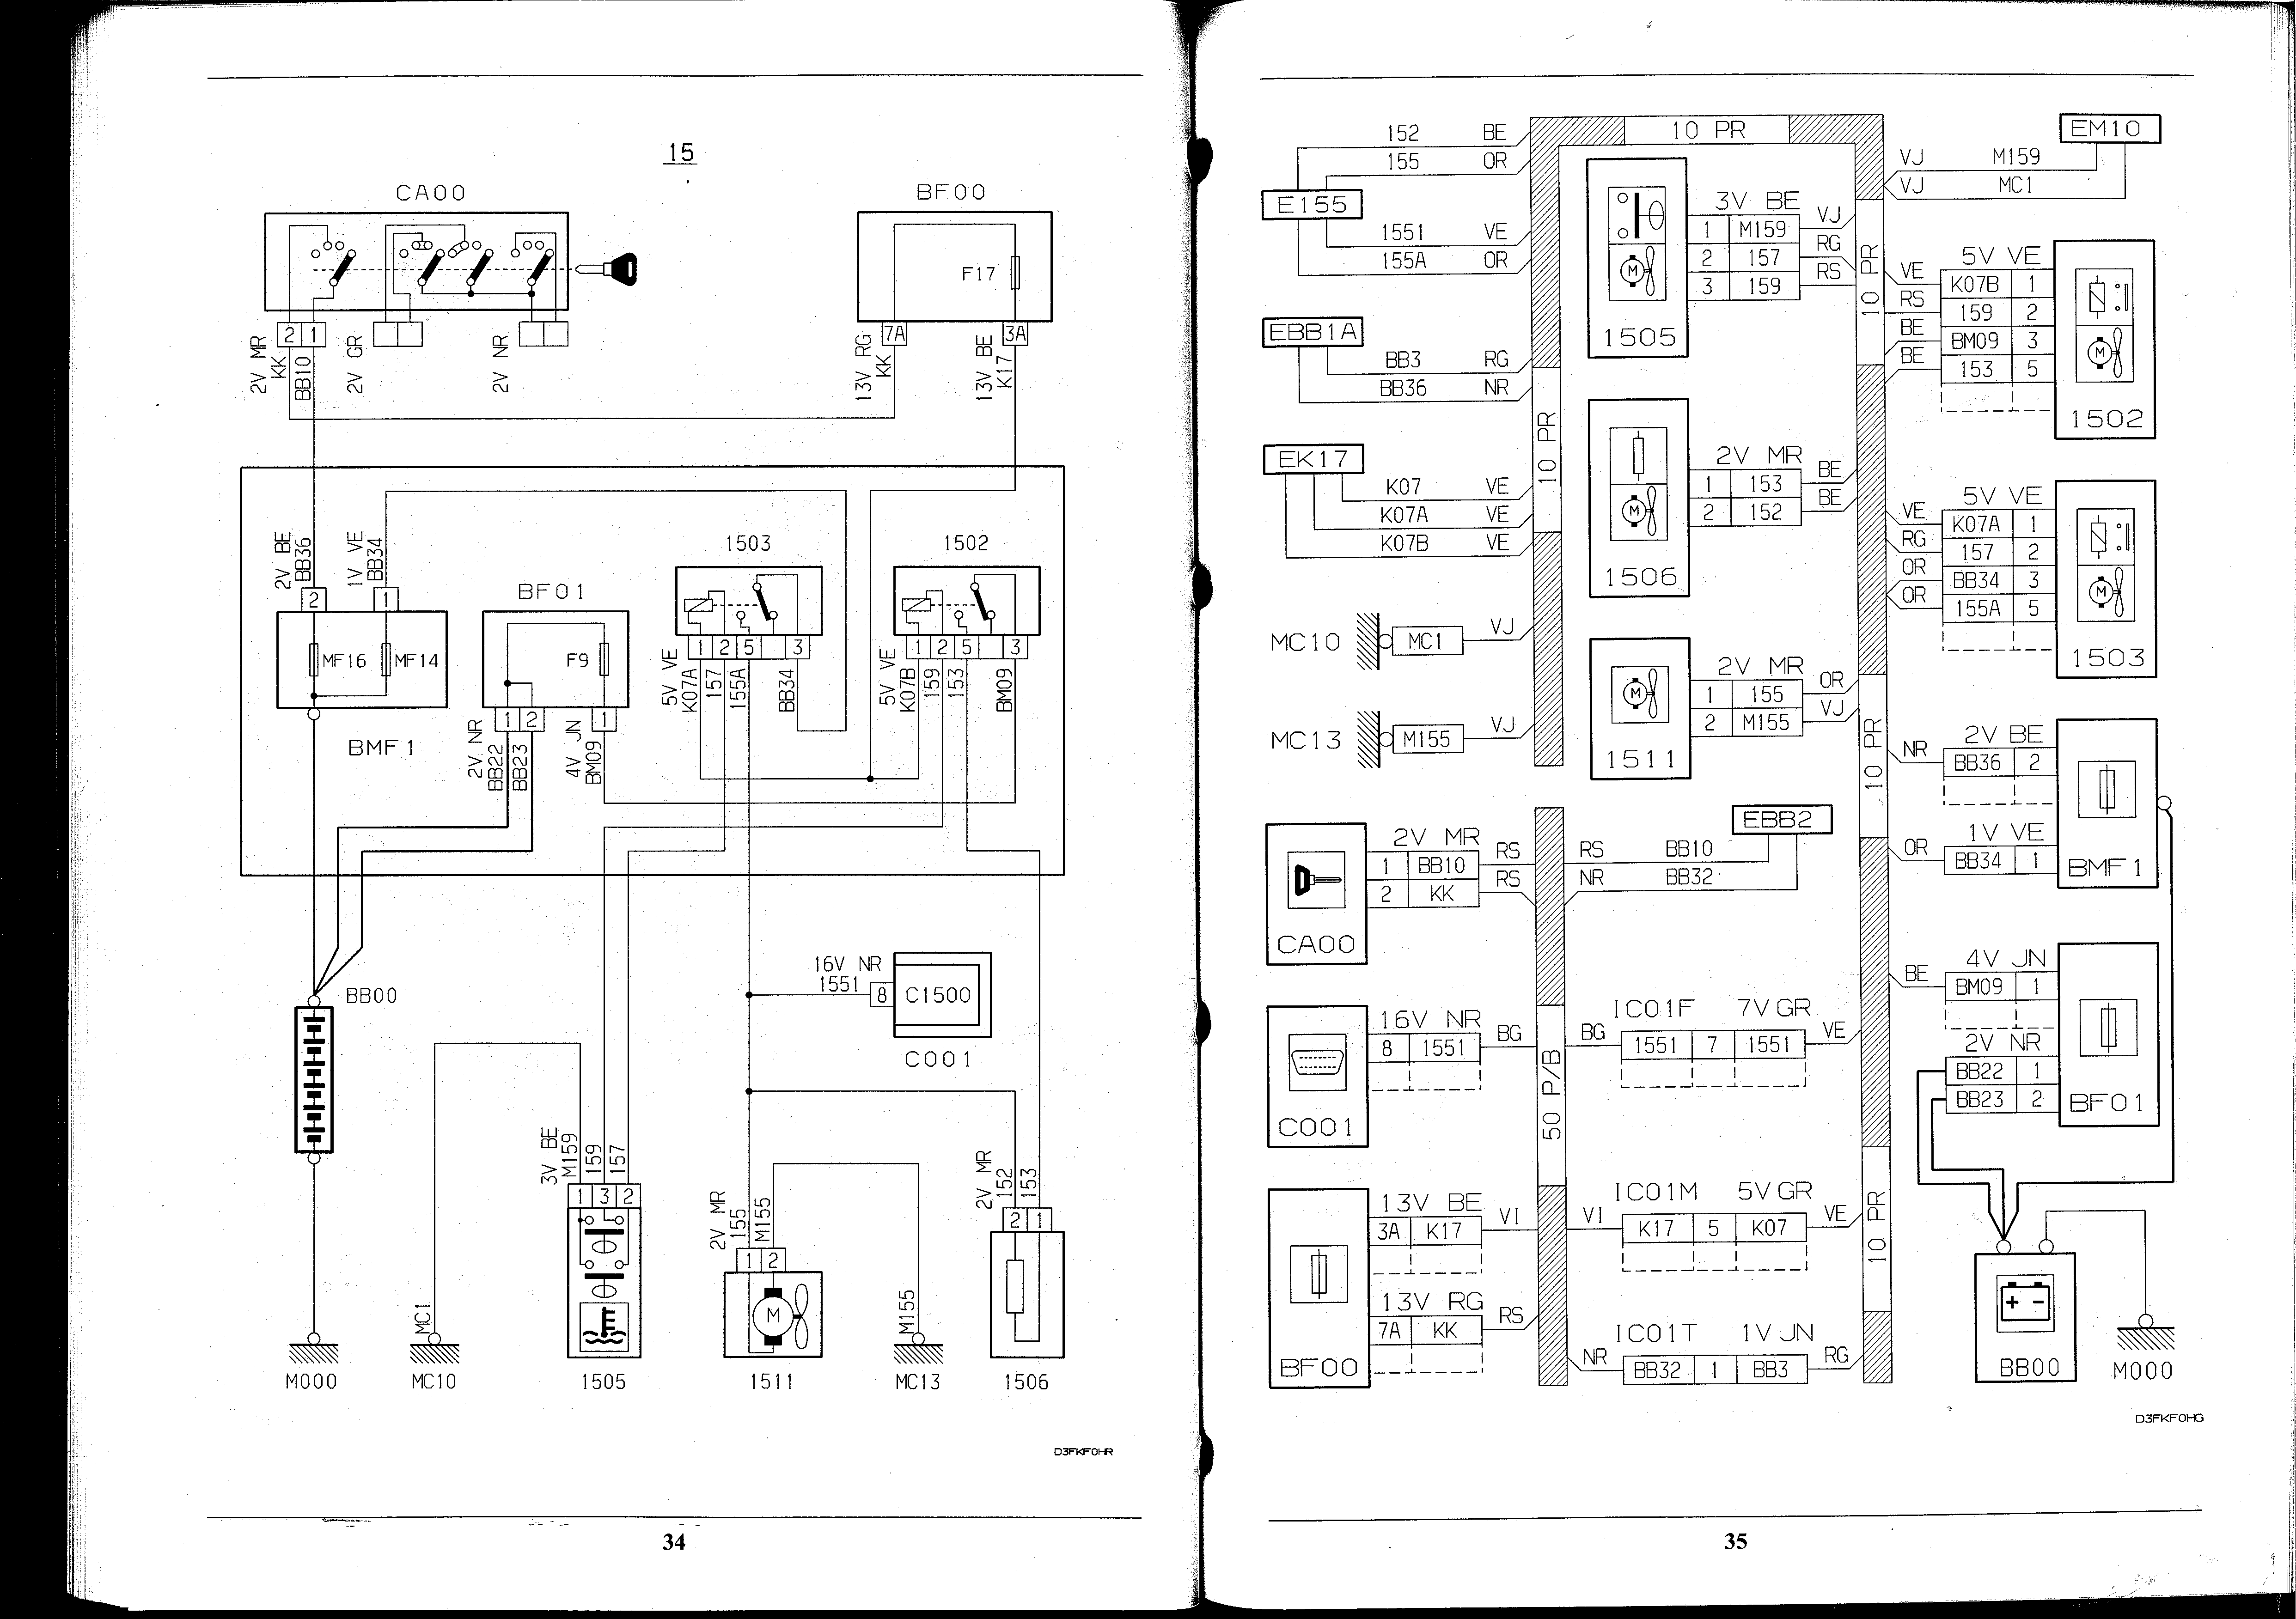 15
CA00
BF00
F17
2 1
7A
3A
2V MR
KK
BB10
2V GR
2V NR
13V RG
KK
13V BE
K17
2V BE
BB36
1V VE
BB34
1503
1502
2
1
BF01
MF16
MF14
F9
1 2 5 3
1 2 5 3
5V VE
K07A
157
155A
BB34
5V VE
K07B
159
153
BM09
1 2
1
BMF1
2V NR
BB22
BB23
4V JN
BM09
16V NR
1551
8
C1500
C001
BB00
3V BE
M159
159
157
1 3 2
2V MR
155
M155
1 2
2V MR
152
153
2 1
MC1
M
M155
M000
MC10
1505
1511
MC13
1506
D3FKF0HR
34
152 BE
155 OR
E155
1551 VE
155A OR
EBB1A
BB3 RG
BB36 NR
EK17
K07 VE
K07A VE
K07B VE
MC10
MC1
VJ
MC13
M155
VJ
10 PR
10 PR
10 PR
10 PR
10 PR
M
1505
3V BE
1 M159 VJ
2 157 RG
3 159 RS
M
1506
2V MR
1 153 BE
2 152 BE
M
1511
2V MR
1 155 OR
2 M155 VJ
EM10
VJ M159
VJ MC1
5V VE
VE K07B 1
RS 159 2
BE BM09 3
BE 153 5
M
1502
5V VE
VE K07A 1
RG 157 2
OR BB34 3
OR 155A 5
M
1503
2V BE
NR BB36 2
1V VE
OR BB34 1
BMF1
4V JN
BE BM09 1
2V NR
BB22 1
BB23 2
BF01
EBB2
RS BB10
NR BB32
CA00
2V MR
1 BB10 RS
2 KK RS
C001
16V NR
8 1551 BG
50 P/B
IC01F 7V GR
BG 1551 7 1551 VE
BF00
13V BE
3A K17 VI
13V RG
7A KK RS
IC01M 5V GR
VI K17 5 K07 VE
IC01T 1V JN
NR BB32 1 BB3 RG
+ -
BB00
M000
D3FKF0HG
35